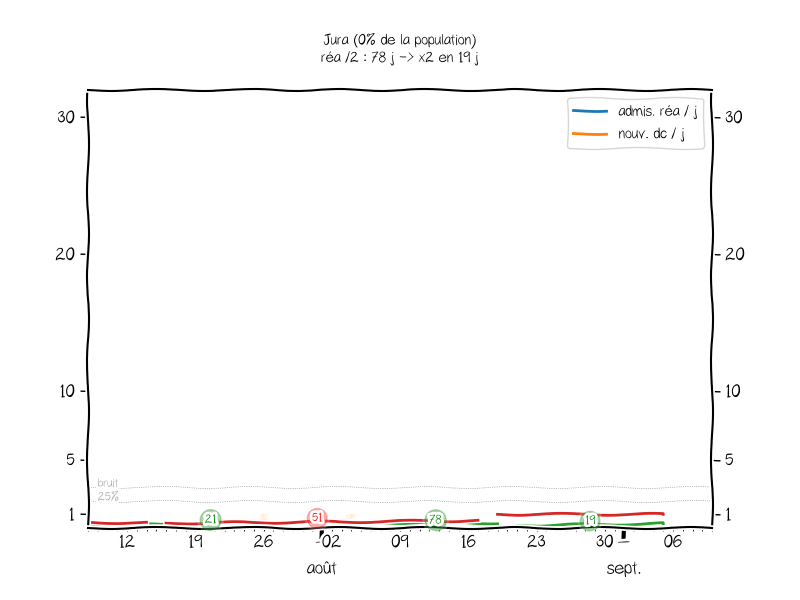 Jura (0% de la population)
réa /2 : 78 j -> x2 en 19 j
admis. réa / j
nouv. dc / j
30 30
20 20
10 10
5 5
bruit
25%
1 1
21 51 78 19
12 19 26 02 09 16 23 30 06
août sept.